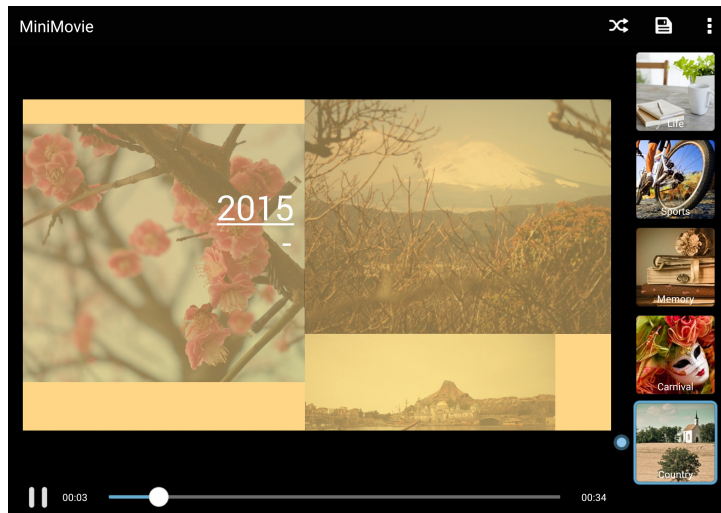 MiniMovie
2015
-
Life
Sports
Memory
Carnival
Country
00:03
00:34